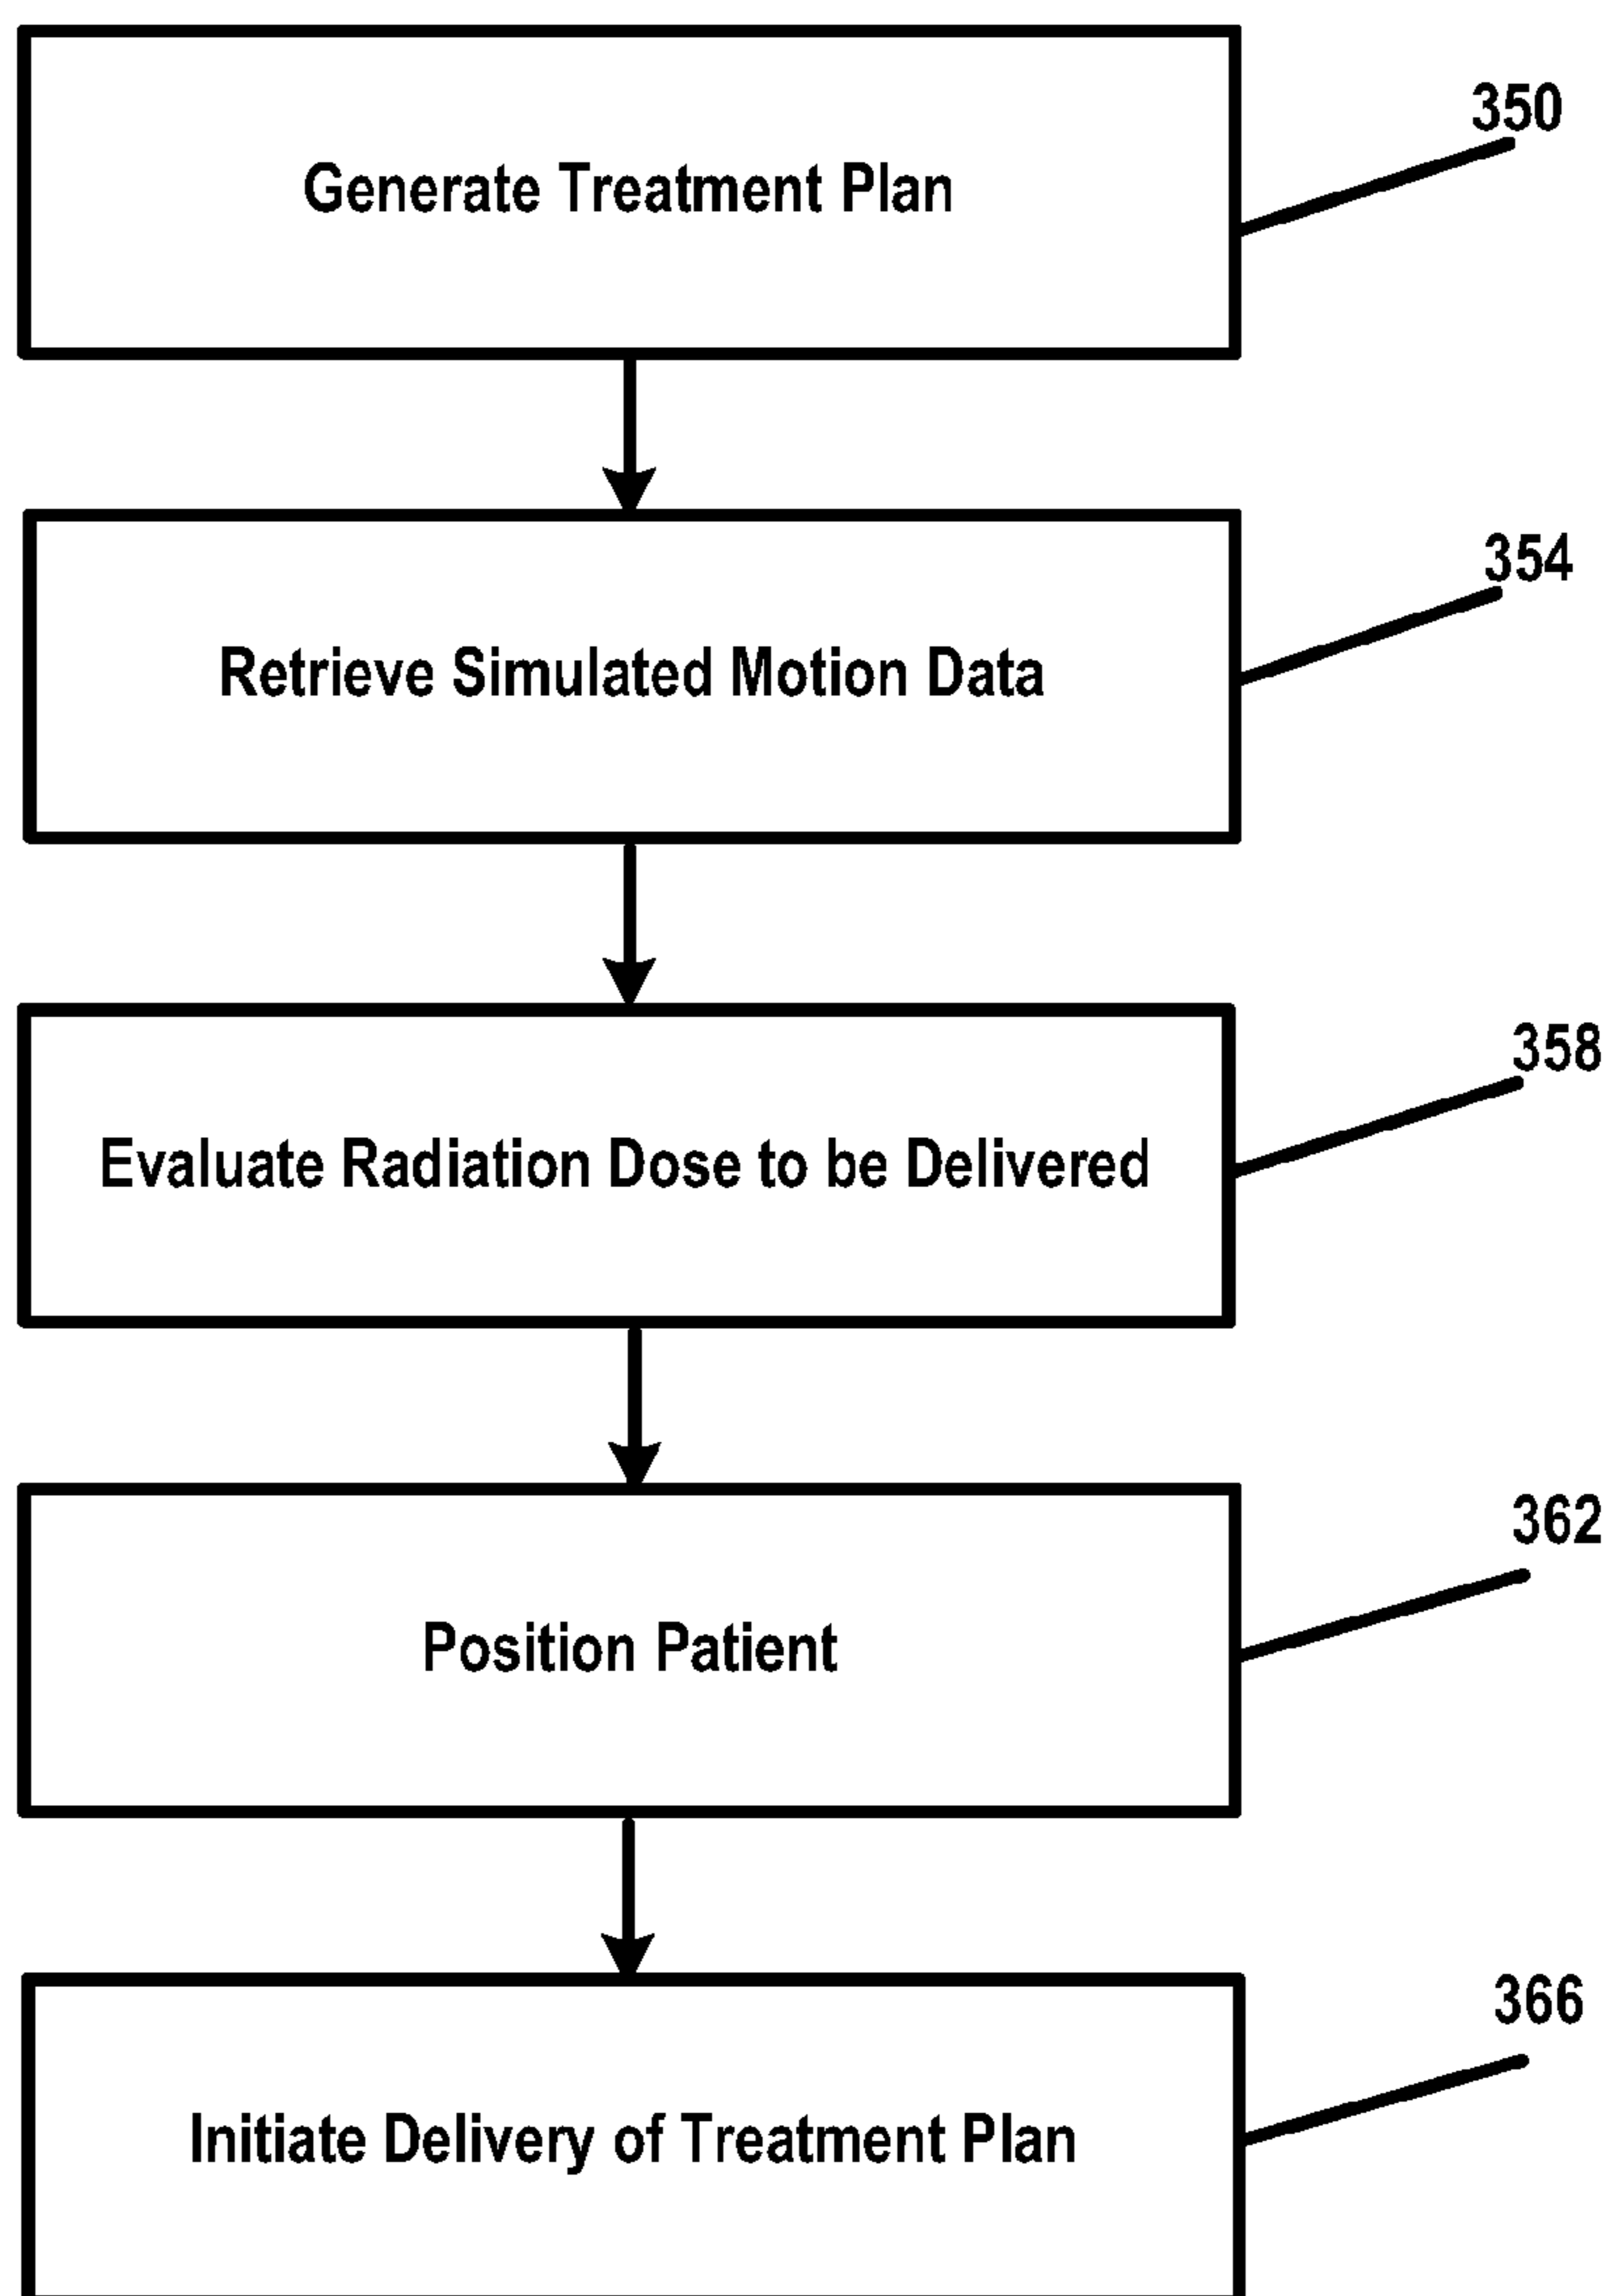 Generate Treatment Plan
350
Retrieve Simulated Motion Data
354
Evaluate Radiation Dose to be Delivered
358
Position Patient
362
Initiate Delivery of Treatment Plan
366